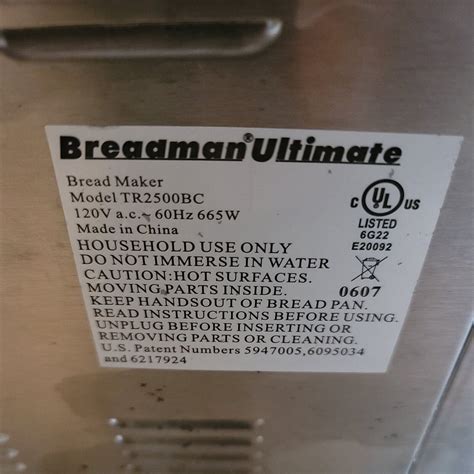 Breadman® Ultimate
Bread Maker
Model TR2500BC
120V a.c.~ 60Hz 665W
Made in China
HOUSEHOLD USE ONLY
DO NOT IMMERSE IN WATER
CAUTION:HOT SURFACES.
MOVING PARTS INSIDE.
KEEP HANDSOUT OF BREAD PAN.
READ INSTRUCTIONS BEFORE USING.
UNPLUG BEFORE INSERTING OR
REMOVING PARTS OR CLEANING.
U.S. Patent Numbers 5947005,6095034
and 6217924
C UL US
LISTED
6G22
E20092
0607